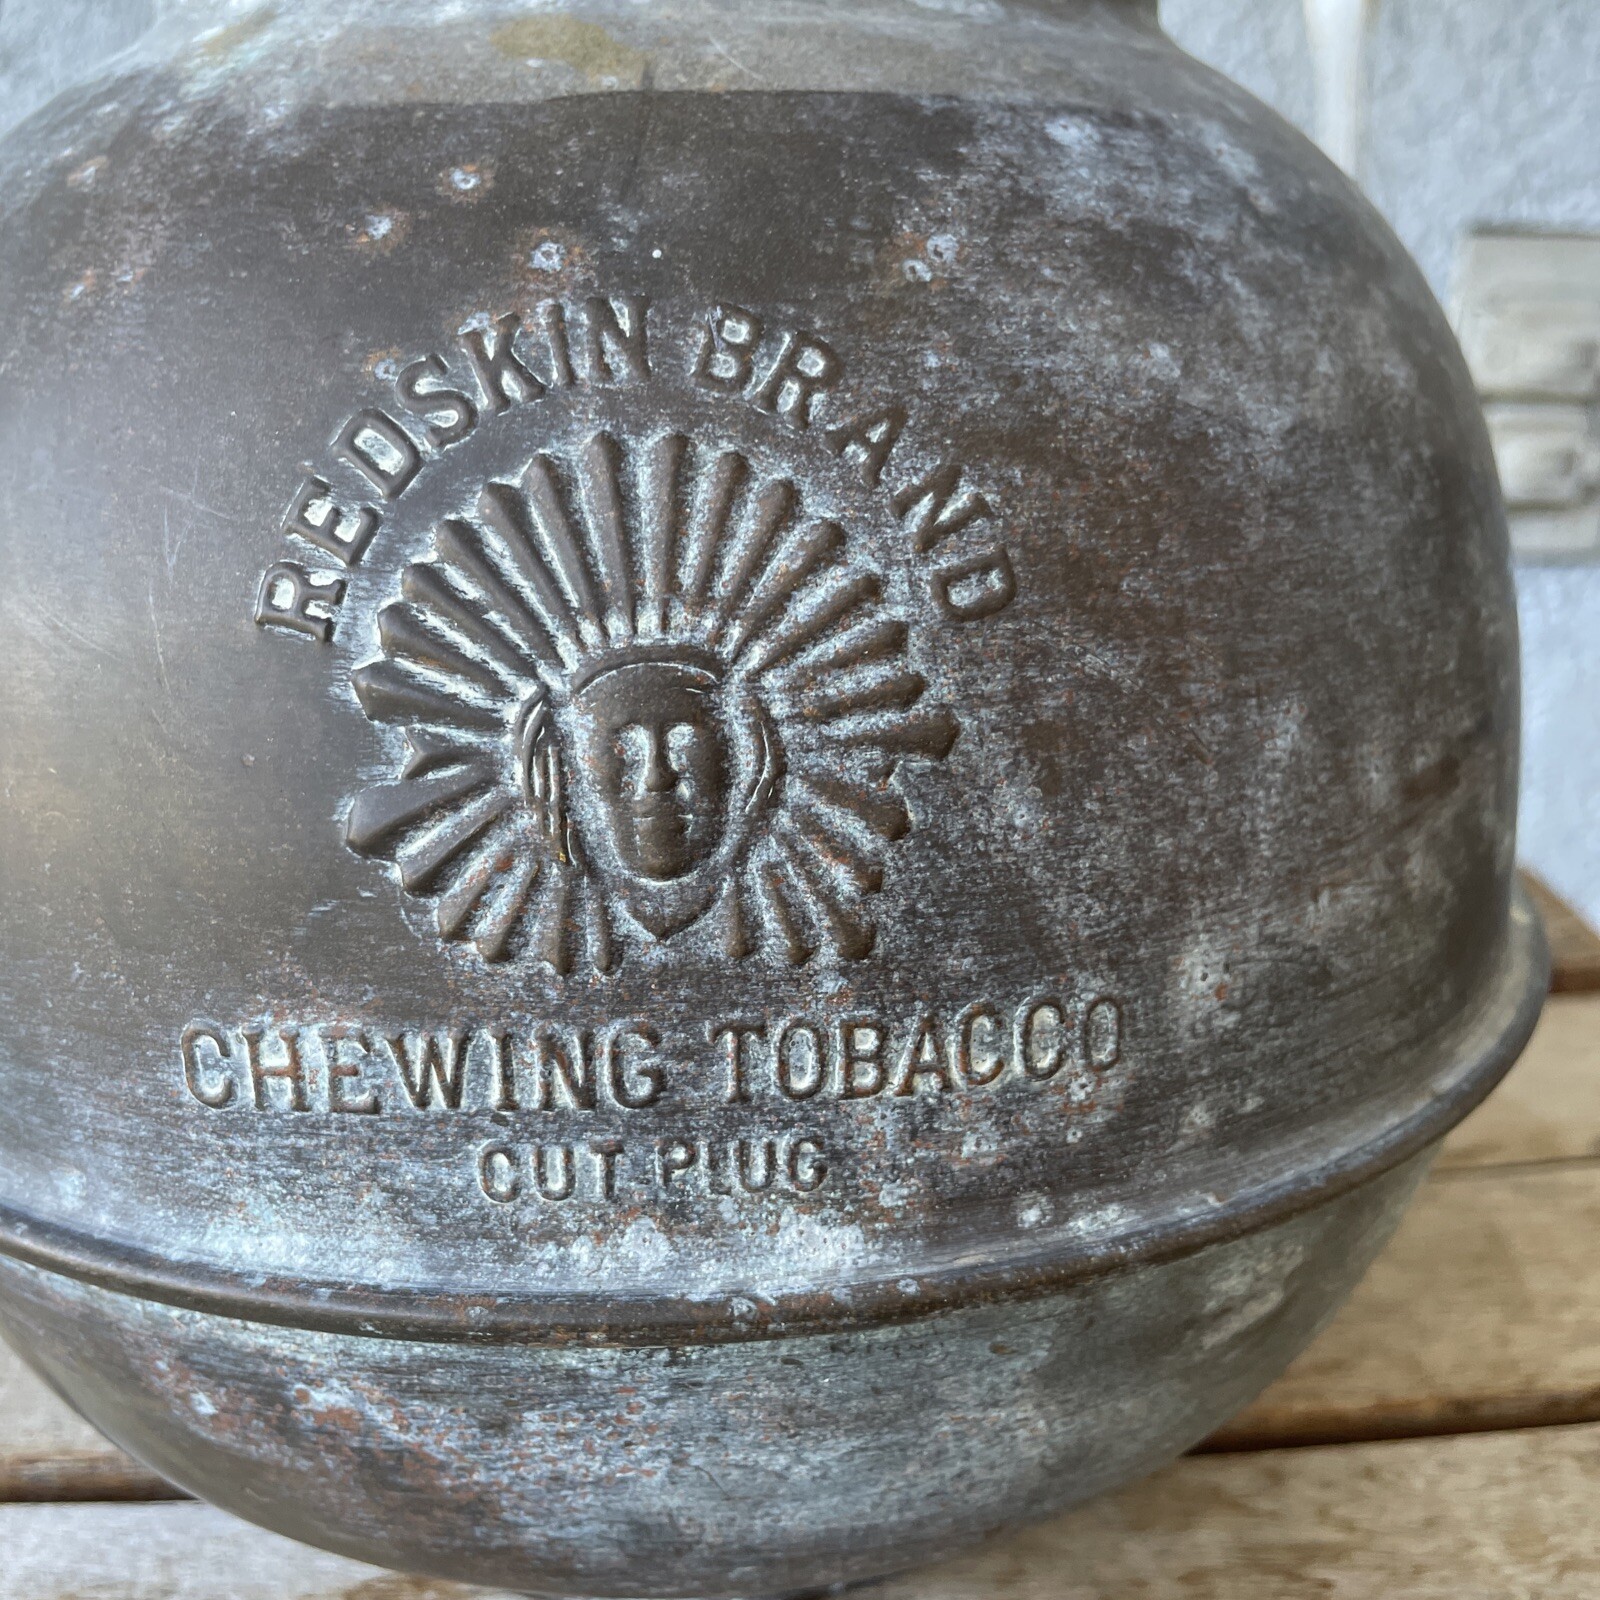 REDSKIN BRAND
CHEWING TOBACCO
CUT PLUG